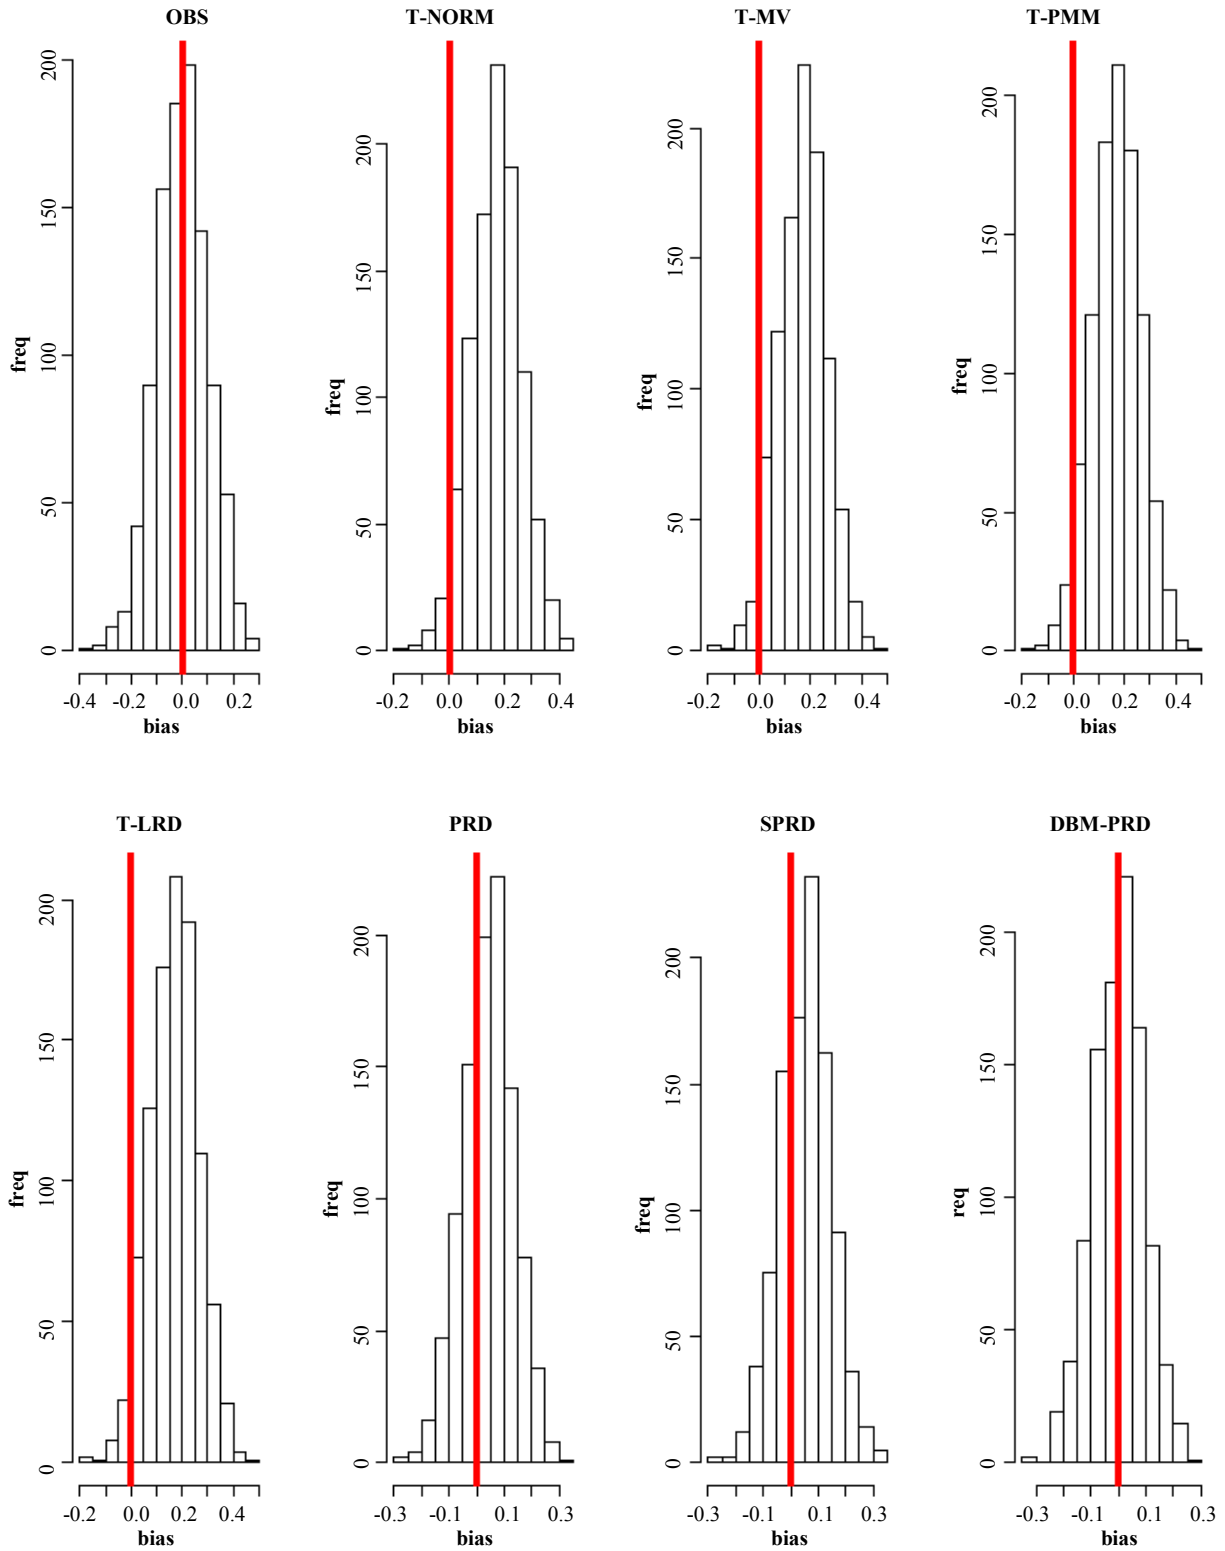 OBS T-NORM T-MV T-PMM
freq 0 50 100 150 200
-0.4 -0.2 0.0 0.2
bias
freq 0 50 100 150 200
-0.2 0.0 0.2 0.4
bias
freq 0 50 100 150 200
-0.2 0.0 0.2 0.4
bias
freq 0 50 100 150 200
-0.2 0.0 0.2 0.4
bias
T-LRD PRD SPRD DBM-PRD
freq 0 50 100 150 200
-0.2 0.0 0.2 0.4
bias
freq 0 50 100 150 200
-0.3 -0.1 0.1 0.3
bias
freq 0 50 100 150 200
-0.3 -0.1 0.1 0.3
bias
req 0 50 100 150 200
-0.3 -0.1 0.1 0.3
bias